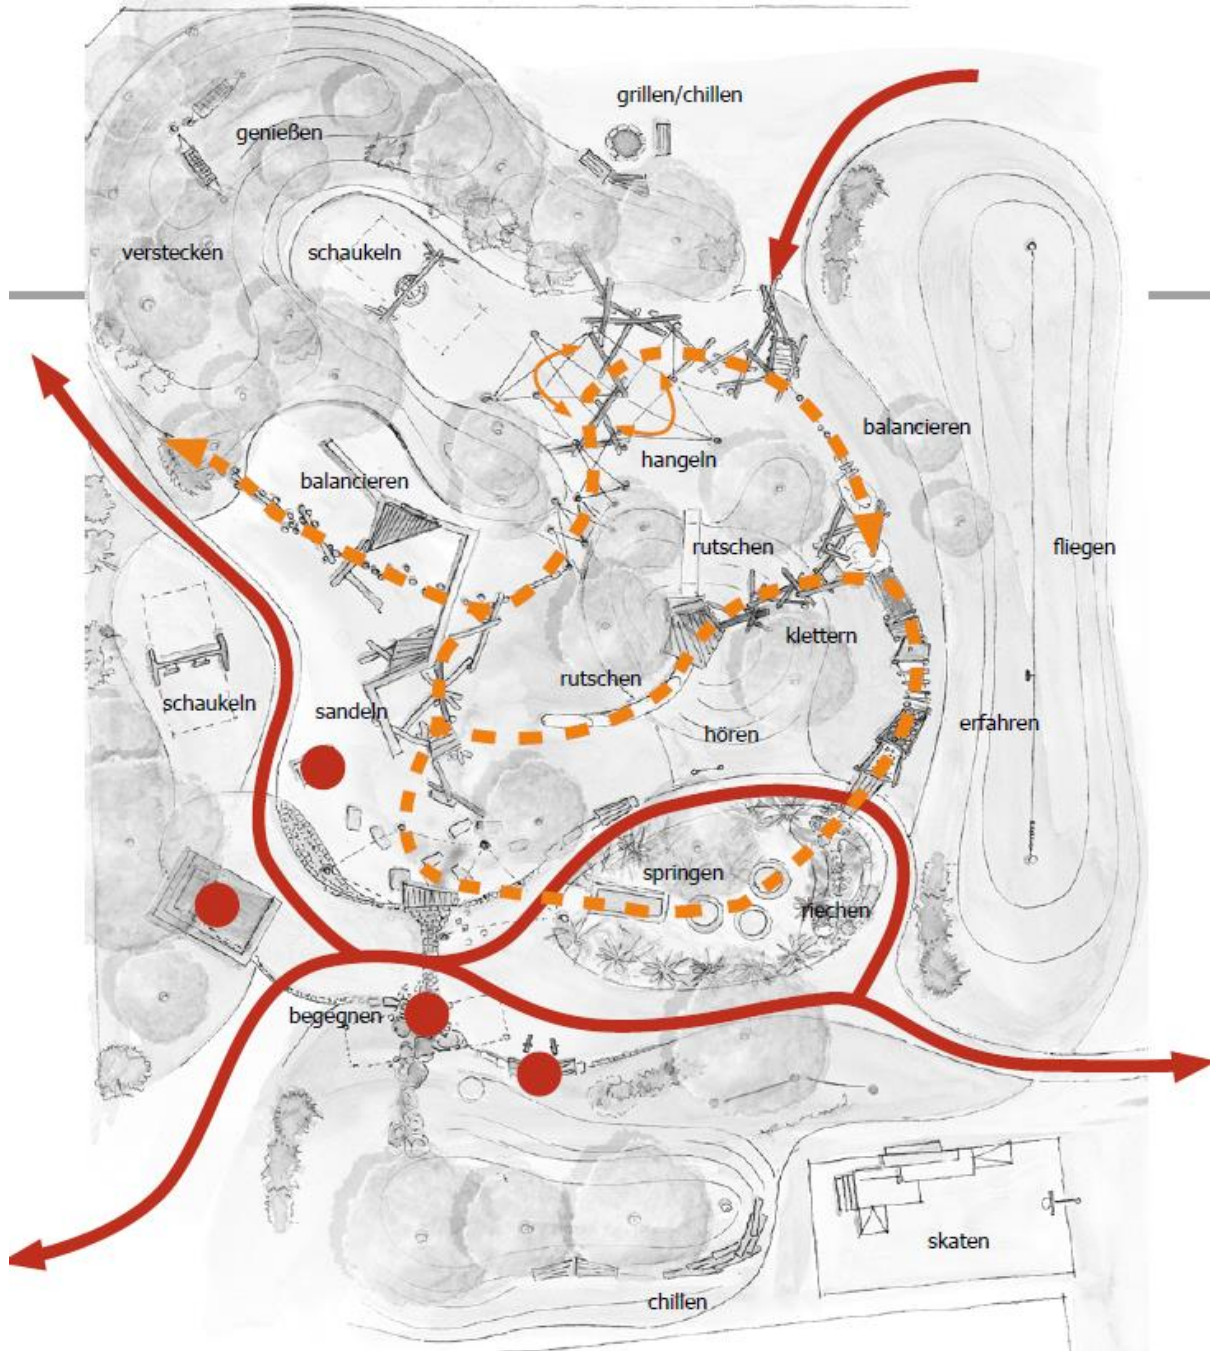 grillen/chillen
genießen
verstecken
schaukeln
balancieren
hangeln
balancieren
rutschen
fliegen
klettern
rutschen
schaukeln
sandeln
hören
erfahren
springen
riechen
begegnen
skaten
chillen